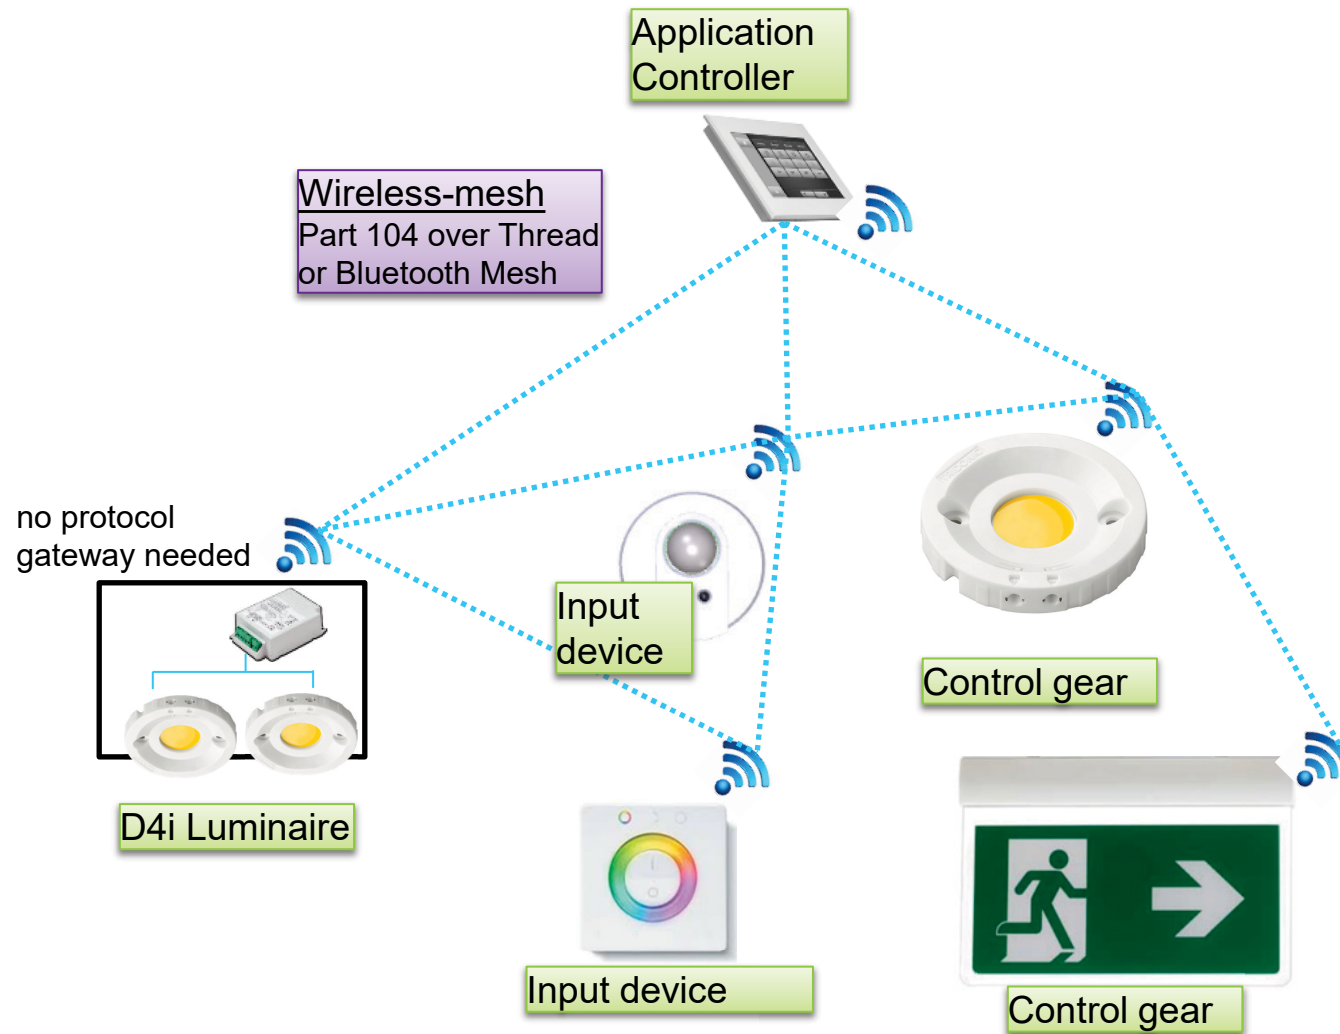 Application
Controller
Wireless-mesh
Part 104 over Thread
or Bluetooth Mesh
no protocol
gateway needed
Input
device
Control gear
D4i Luminaire
Input device
Control gear